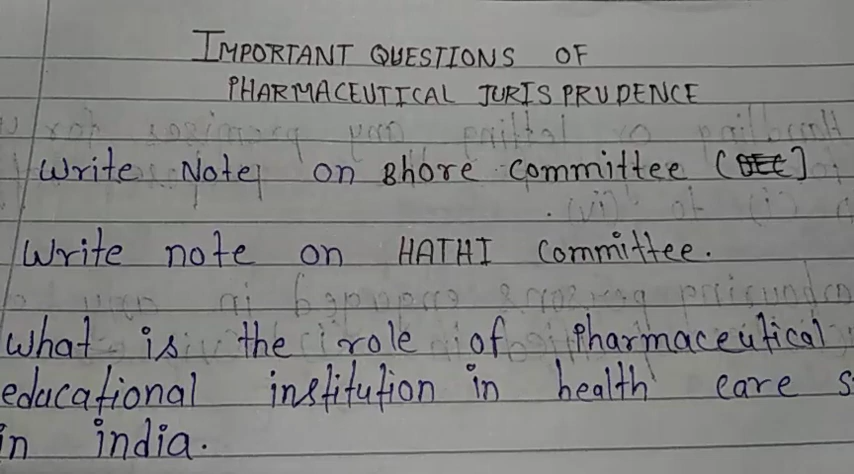 IMPORTANT QUESTIONS OF
PHARMACEUTICAL JURISPRUDENCE
Write Note on Bhore Committee (
Write note on HATHI Committee.
What is the role of Pharmaceutical
educational institution in health care s
in india.